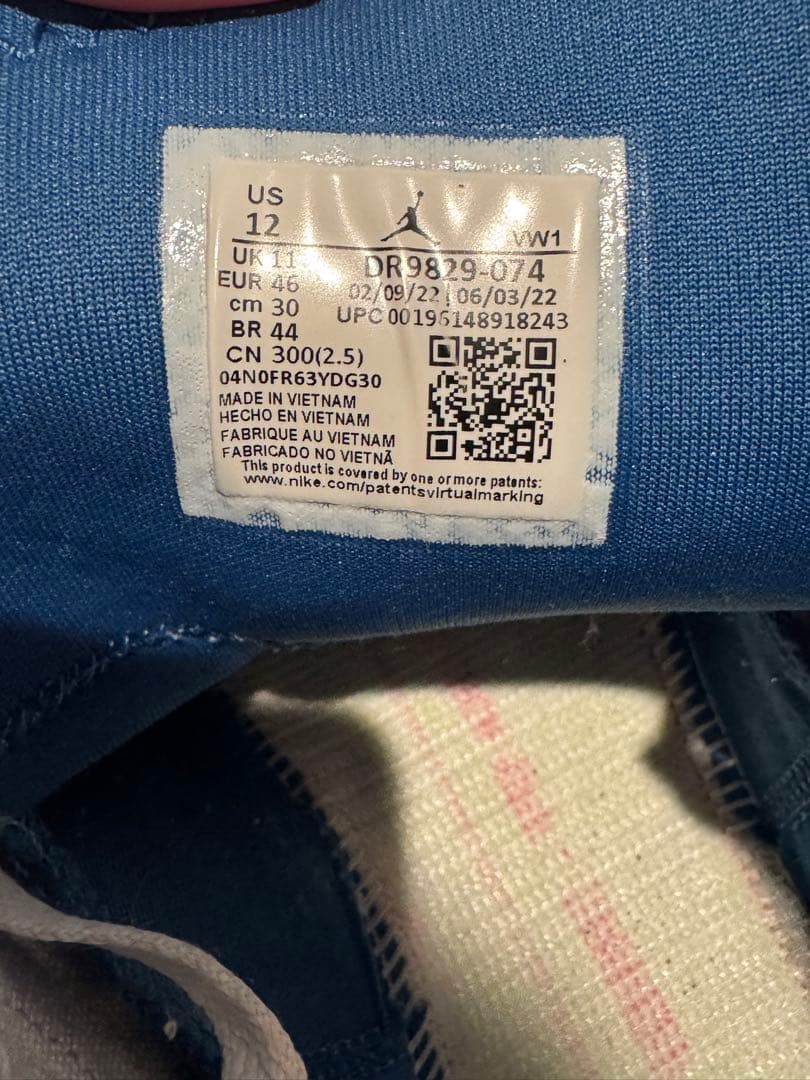 US
12
VW1
UK 11
DR9829-074
EUR 46
02/09/22 | 06/03/22
cm 30
UPC 00196148918243
BR 44
CN 300(2.5)
04N0FR63YDG30
MADE IN VIETNAM
HECHO EN VIETNAM
FABRIQUE AU VIETNAM
FABRICADO NO VIETNÃ
This product is covered by one or more patents:
www.nike.com/patentsvirtualmarking